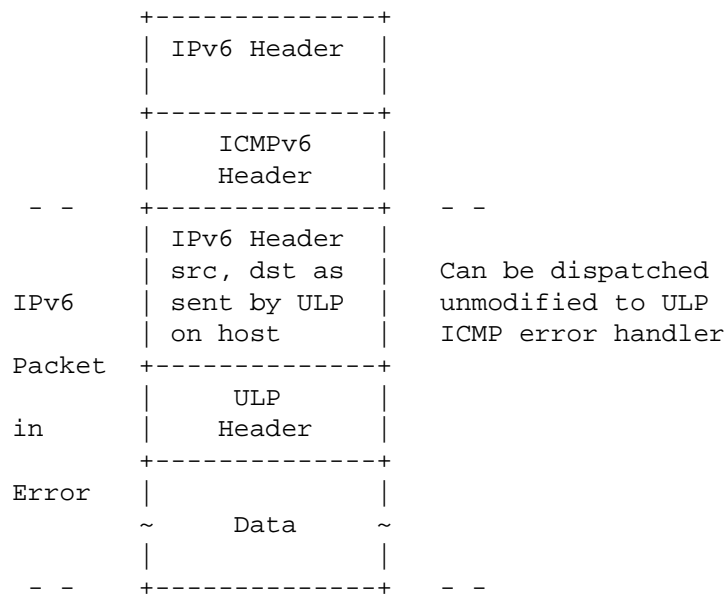 IPv6 Header
ICMPv6
Header
IPv6 Header
src, dst as Can be dispatched
IPv6 sent by ULP unmodified to ULP
on host ICMP error handler
Packet
ULP
in Header
Error
Data